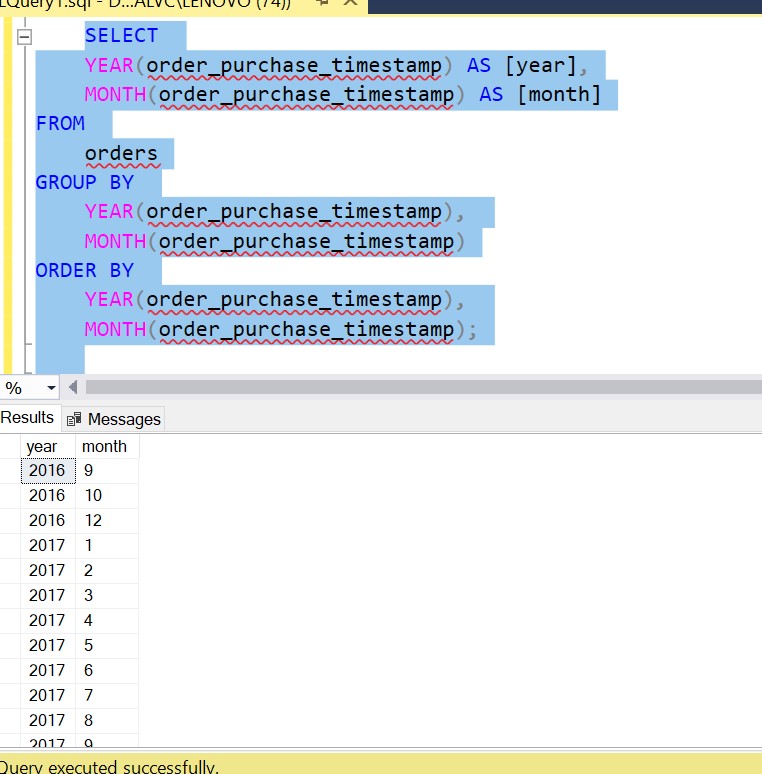 LQuery1.sql - D...ALVC\LENOVO (74))
SELECT
YEAR(order_purchase_timestamp) AS [year],
MONTH(order_purchase_timestamp) AS [month]
FROM
orders
GROUP BY
YEAR(order_purchase_timestamp),
MONTH(order_purchase_timestamp)
ORDER BY
YEAR(order_purchase_timestamp),
MONTH(order_purchase_timestamp);
%
Results Messages
year month
2016 9
2016 10
2016 12
2017 1
2017 2
2017 3
2017 4
2017 5
2017 6
2017 7
2017 8
2017 9
Query executed successfully.